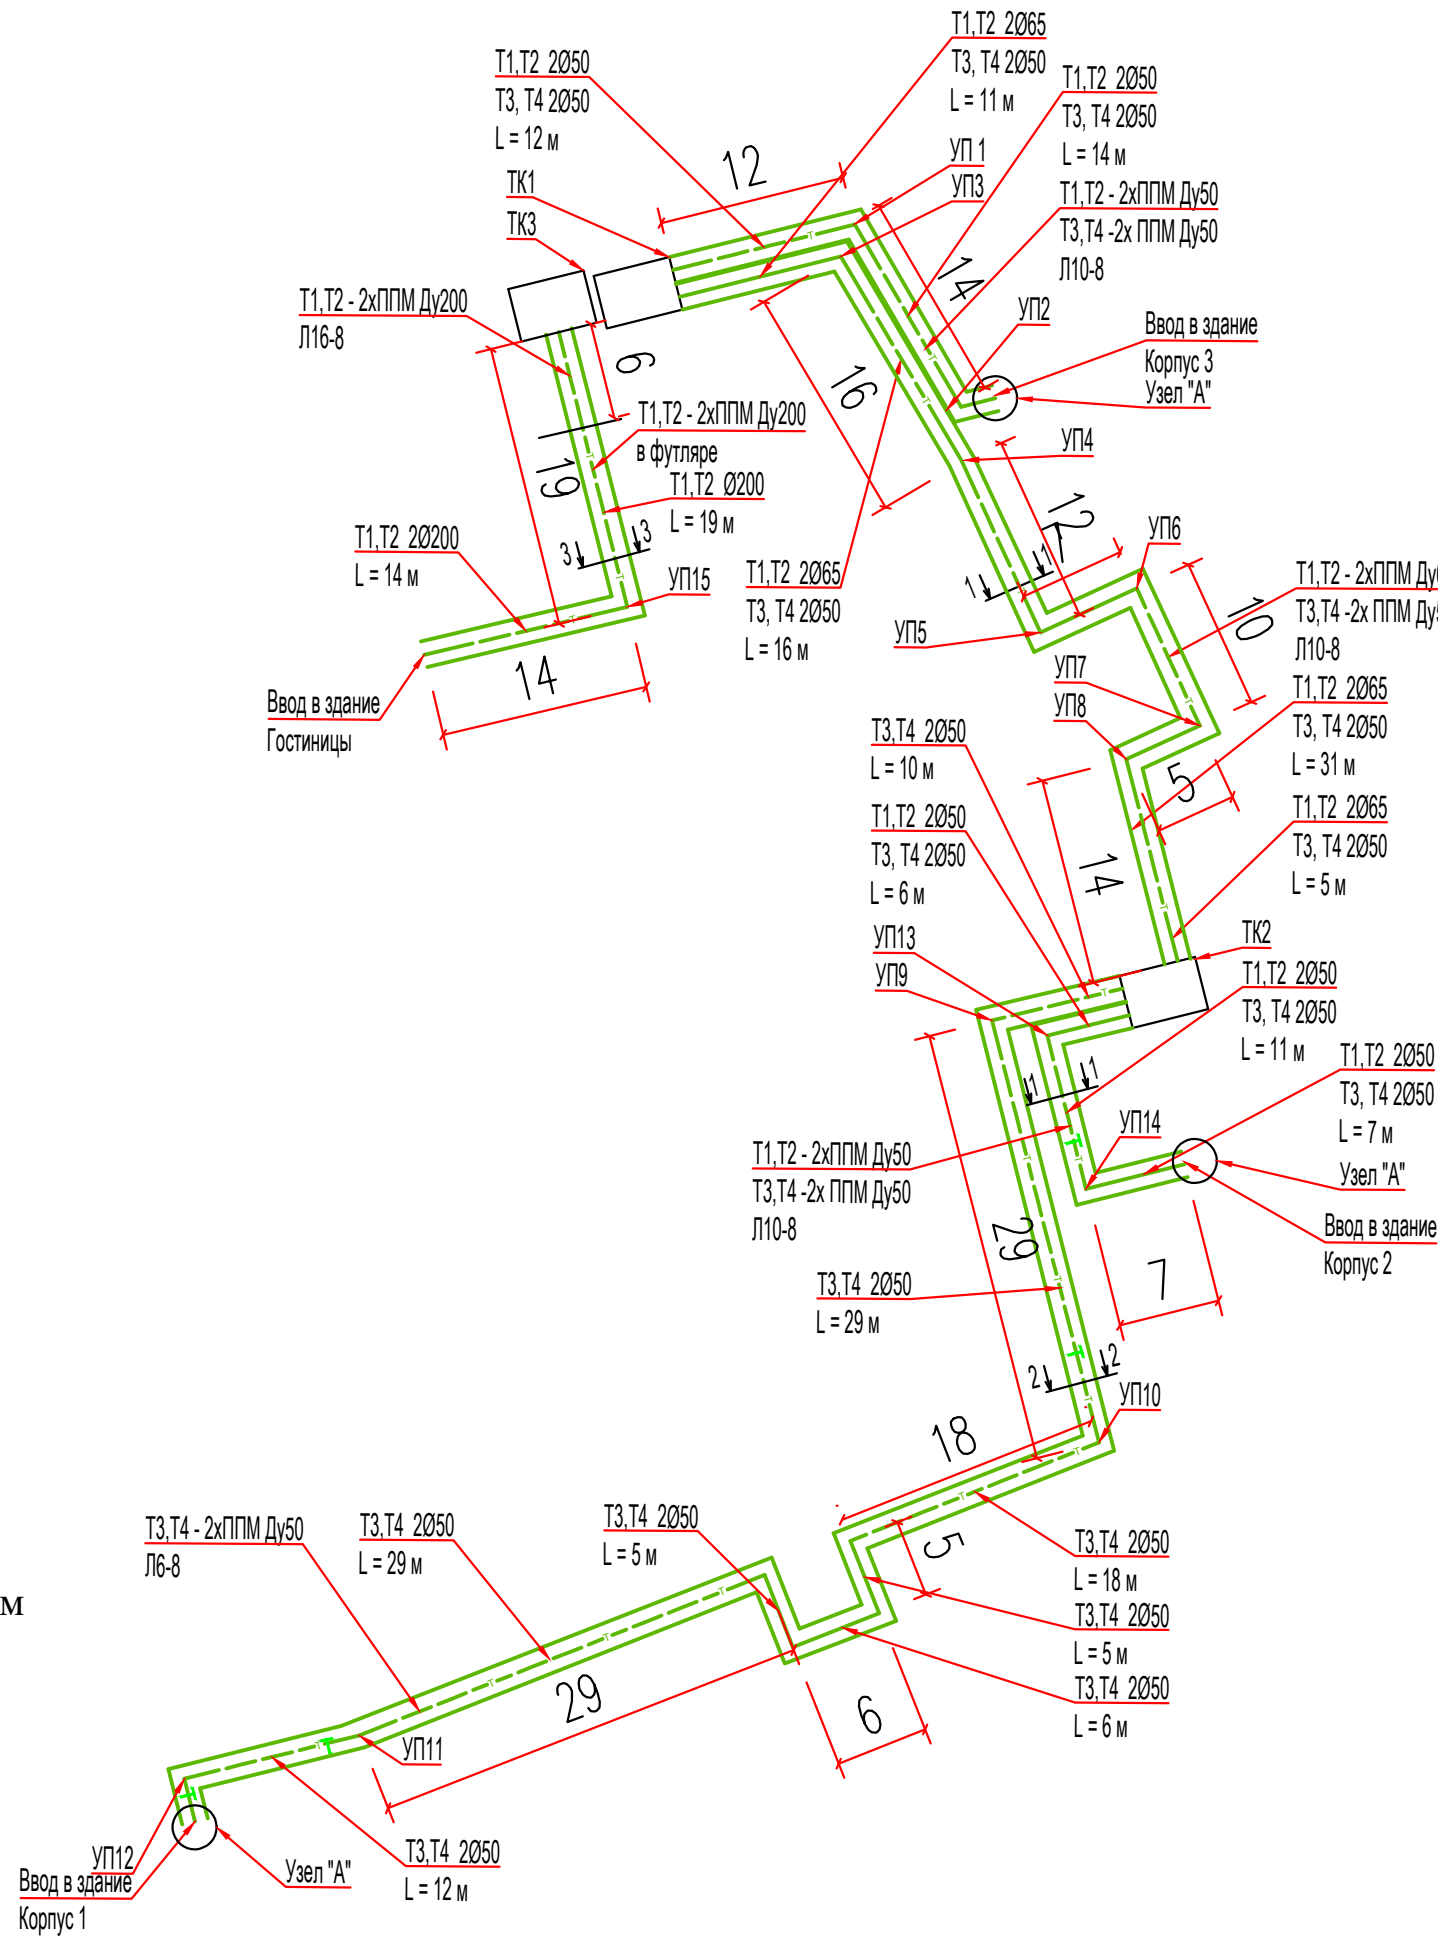 Т1,Т2 2Ø65
Т3, Т4 2Ø50
L = 11 м
Т1,Т2 2Ø50
Т3, Т4 2Ø50
L = 12 м
Т1,Т2 2Ø50
Т3, Т4 2Ø50
L = 14 м
12
УП 1
УП3
ТК1
ТК3
Т1,Т2 - 2хППМ Ду50
Т3,Т4 -2х ППМ Ду50
Л10-8
14
Т1,Т2 - 2хППМ Ду200
Л16-8
УП2
Ввод в здание
Корпус 3
Узел "А"
6
16
Т1,Т2 - 2хППМ Ду200
в футляре
УП4
19
Т1,Т2 Ø200
L = 19 м
12
Т1,Т2 2Ø200
L = 14 м
3
3
УП15
Т1,Т2 2Ø65
Т3, Т4 2Ø50
L = 16 м
1
1
7
УП6
Т1,Т2 - 2хППМ Ду
Т3,Т4 -2х ППМ Ду
Л10-8
10
УП5
14
Ввод в здание
Гостиницы
УП7
УП8
Т1,Т2 2Ø65
Т3, Т4 2Ø50
L = 31 м
Т3,Т4 2Ø50
L = 10 м
5
Т1,Т2 2Ø50
Т3, Т4 2Ø50
L = 6 м
Т1,Т2 2Ø65
Т3, Т4 2Ø50
L = 5 м
14
УП13
УП9
ТК2
Т1,Т2 2Ø50
Т3, Т4 2Ø50
L = 11 м
1
1
Т1,Т2 2Ø50
Т3, Т4 2Ø50
L = 7 м
УП14
Т1,Т2 - 2хППМ Ду50
Т3,Т4 -2х ППМ Ду50
Л10-8
Узел "А"
Ввод в здание
Корпус 2
29
7
Т3,Т4 2Ø50
L = 29 м
2
2
УП10
18
Т3,Т4 - 2хППМ Ду50
Л6-8
Т3,Т4 2Ø50
L = 29 м
Т3,Т4 2Ø50
L = 5 м
5
Т3,Т4 2Ø50
L = 18 м
Т3,Т4 2Ø50
L = 5 м
Т3,Т4 2Ø50
L = 6 м
м
29
6
УП11
УП12
Ввод в здание
Корпус 1
Узел "А"
Т3,Т4 2Ø50
L = 12 м